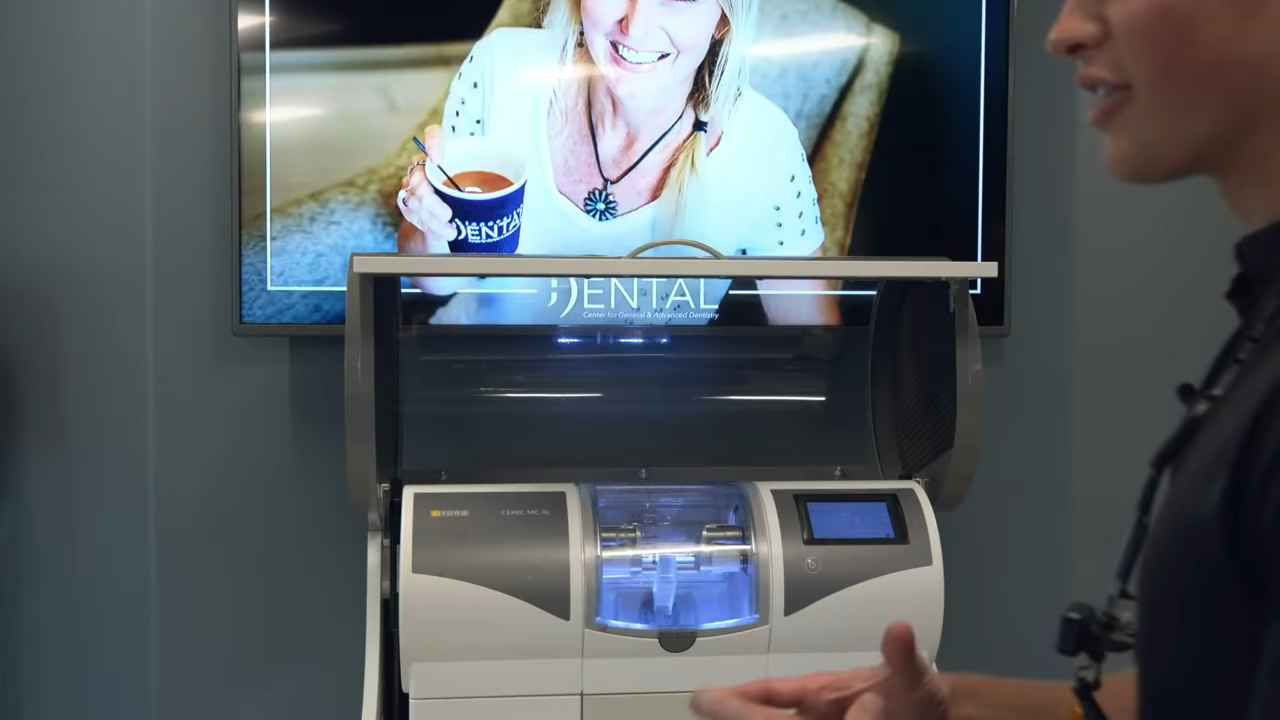 DENTAL
DENTAL
Center for General & Advanced Dentistry
sirona
CEREC MC XL